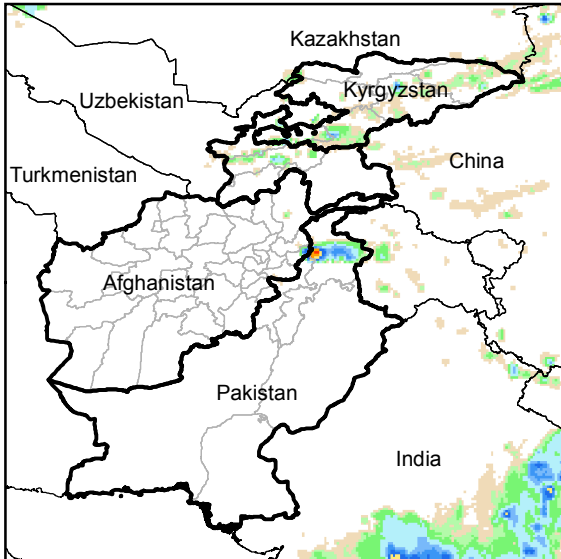 Kazakhstan
Kyrgyzstan
Uzbekistan
China
Turkmenistan
Afghanistan
Pakistan
India